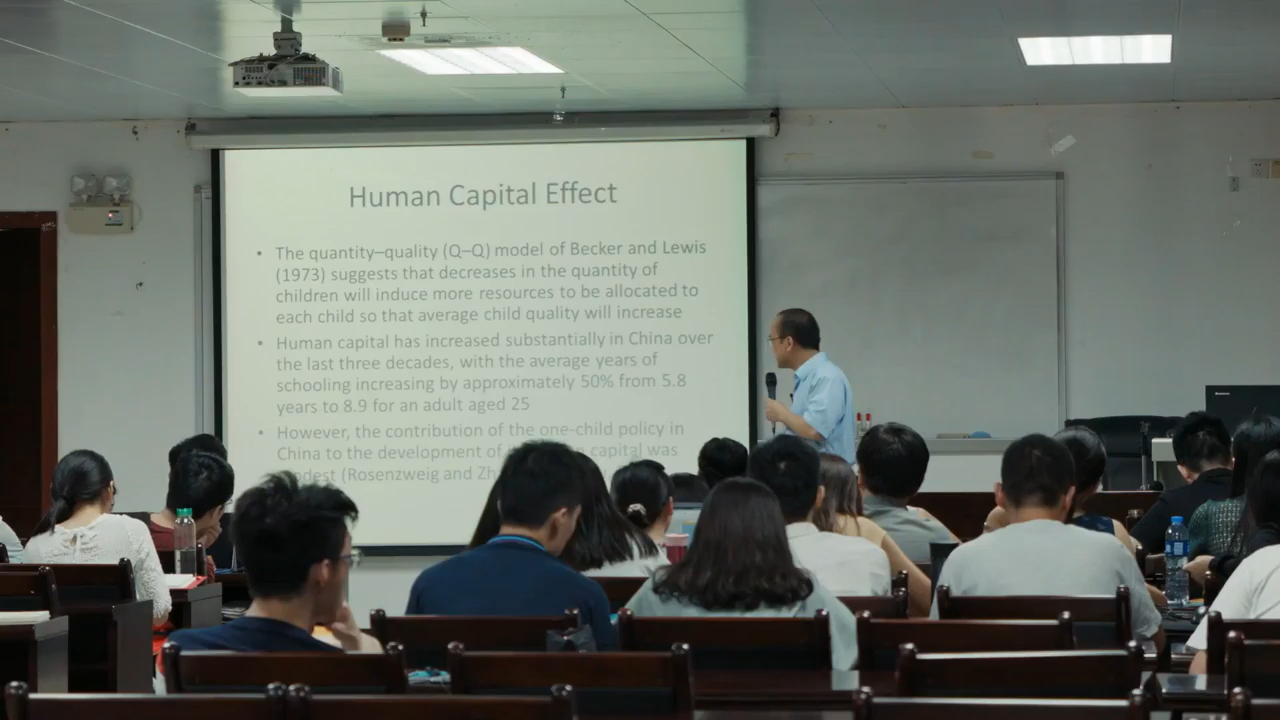 Human Capital Effect
• The quantity–quality (Q–Q) model of Becker and Lewis
(1973) suggests that decreases in the quantity of
children will induce more resources to be allocated to
each child so that average child quality will increase
• Human capital has increased substantially in China over
the last three decades, with the average years of
schooling increasing by approximately 50% from 5.8
years to 8.9 for an adult aged 25
• However, the contribution of the one-child policy in
China to the development of capital was
(Rosenzweig and